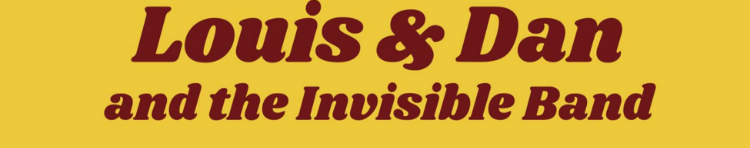 Louis & Dan
and the Invisible Band